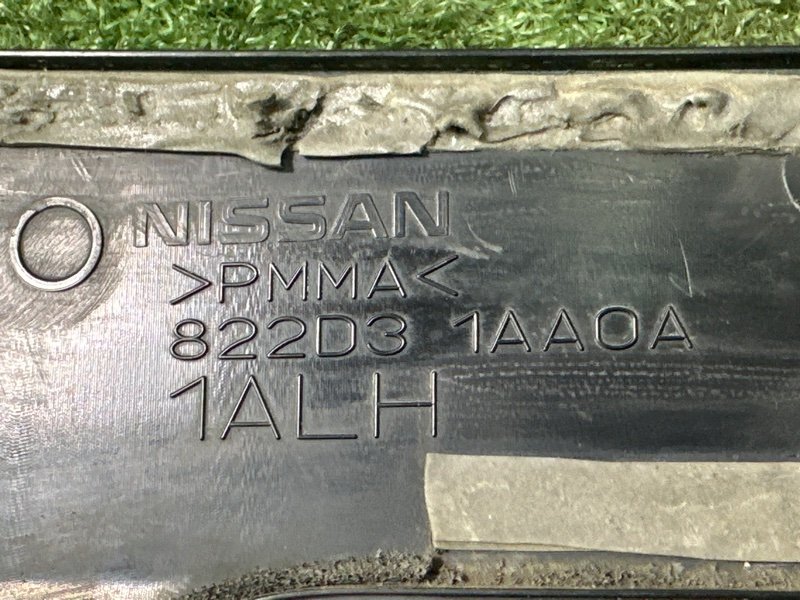 NISSAN
>PMMA<
822D3 1AA0A
1ALH